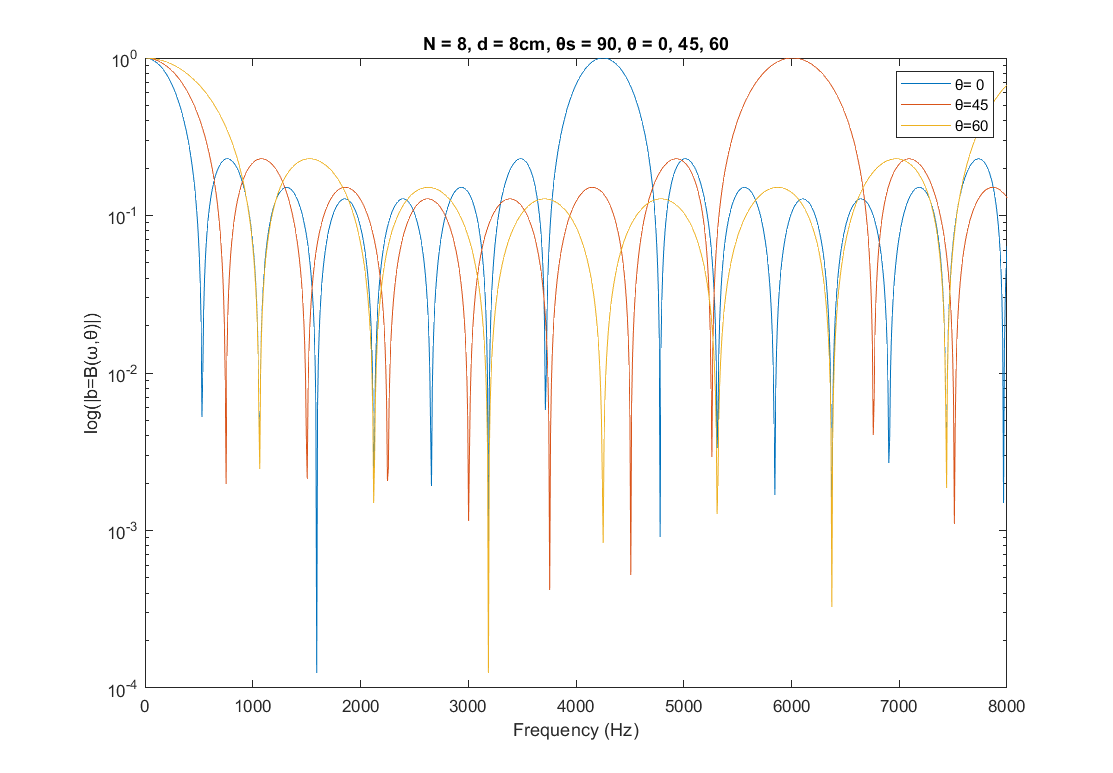 N = 8, d = 8cm, θs = 90, θ = 0, 45, 60
10^0
10^-1
10^-2
10^-3
10^-4
log(|b=B(ω,θ)|)
θ= 0
θ=45
θ=60
0 1000 2000 3000 4000 5000 6000 7000 8000
Frequency (Hz)